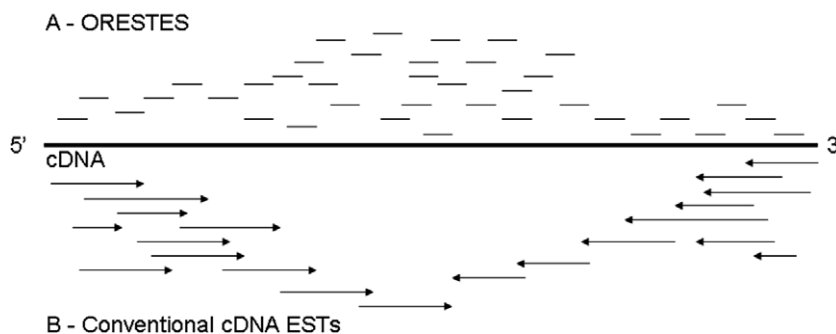 A - ORESTES
5' 3'
cDNA
B - Conventional cDNA ESTs